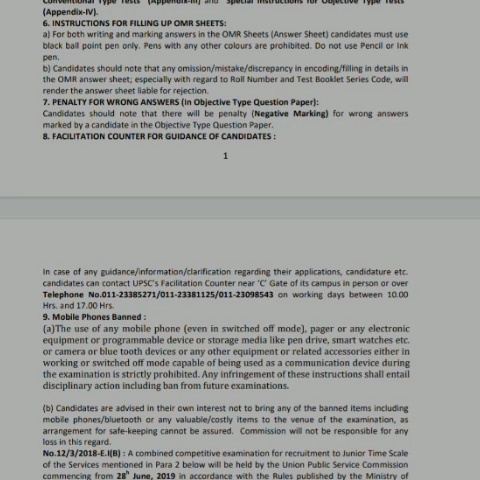 Conventional Type Tests" (Appendix-III) and "Special Instructions for Objective Type Tests"
(Appendix-IV).
6. INSTRUCTIONS FOR FILLING UP OMR SHEETS:
a) For both writing and marking answers in the OMR Sheets (Answer Sheet) candidates must use
black ball point pen only. Pens with any other colours are prohibited. Do not use Pencil or Ink
pen.
b) Candidates should note that any omission/mistake/discrepancy in encoding/filling in details in
the OMR answer sheet; especially with regard to Roll Number and Test Booklet Series Code, will
render the answer sheet liable for rejection.
7. PENALTY FOR WRONG ANSWERS (In Objective Type Question Paper):
Candidates should note that there will be penalty (Negative Marking) for wrong answers
marked by a candidate in the Objective Type Question Paper.
8. FACILITATION COUNTER FOR GUIDANCE OF CANDIDATES :
1
In case of any guidance/information/clarification regarding their applications, candidature etc.
candidates can contact UPSC's Facilitation Counter near 'C' Gate of its campus in person or over
Telephone No.011-23385271/011-23381125/011-23098543 on working days between 10.00
Hrs. and 17.00 Hrs.
9. Mobile Phones Banned :
(a)The use of any mobile phone (even in switched off mode), pager or any electronic
equipment or programmable device or storage media like pen drive, smart watches etc.
or camera or blue tooth devices or any other equipment or related accessories either in
working or switched off mode capable of being used as a communication device during
the examination is strictly prohibited. Any infringement of these instructions shall entail
disciplinary action including ban from future examinations.
(b) Candidates are advised in their own interest not to bring any of the banned items including
mobile phones/bluetooth or any valuable/costly items to the venue of the examination, as
arrangement for safe-keeping cannot be assured. Commission will not be responsible for any
loss in this regard.
No.12/3/2018-E.I(B) : A combined competitive examination for recruitment to Junior Time Scale
of the Services mentioned in Para 2 below will be held by the Union Public Service Commission
commencing from 28th June, 2019 in accordance with the Rules published by the Ministry of